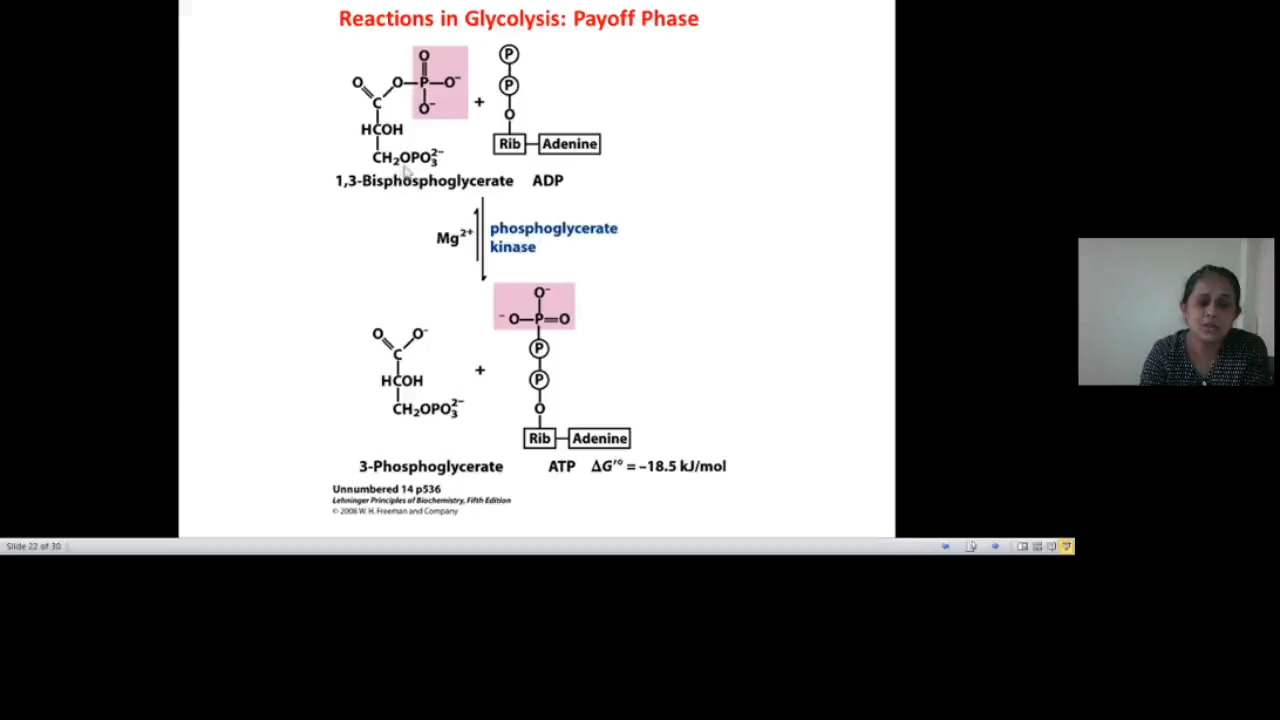 Reactions in Glycolysis: Payoff Phase
O
P
O
O–P–O⁻
P
C
O⁻
+
O
HCOH
Rib–Adenine
CH₂OPO₃²⁻
1,3-Bisphosphoglycerate ADP
Mg²⁺
phosphoglycerate
kinase
O⁻
⁻O–P=O
O
O⁻
C
P
HCOH
+
P
CH₂OPO₃²⁻
O
Rib–Adenine
3-Phosphoglycerate ATP ΔG'° = –18.5 kJ/mol
Unnumbered 14 p536
Lehninger Principles of Biochemistry, Fifth Edition
© 2008 W. H. Freeman and Company
Slide 22 of 30